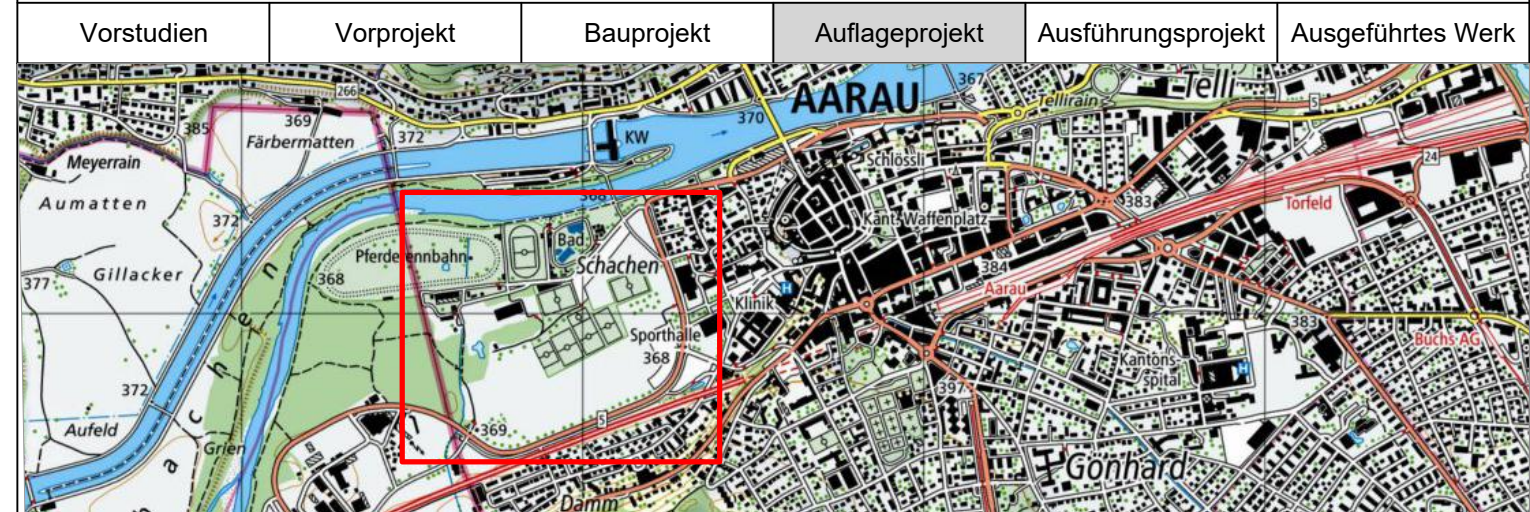 Vorstudien
Vorprojekt
Bauprojekt
Auflageprojekt
Ausführungsprojekt
Ausgeführtes Werk
266
367
AARAU
Telli
5
Tellirain
385
369
372
370
Färbermatten
KW
Meyerrain
Schlössli
24
Aumatten
368
383
Kant. Waffenplatz
Torfeld
372
Bad
Pferderennbahn
Schachen
Gillacker
377
368
384
Klinik
H
Aarau
383
Sporthalle
Buchs AG
368
Kantons-
spital
H
372
397
5
Aufeld
369
Grien
Gönhard
Damm
a c h e n